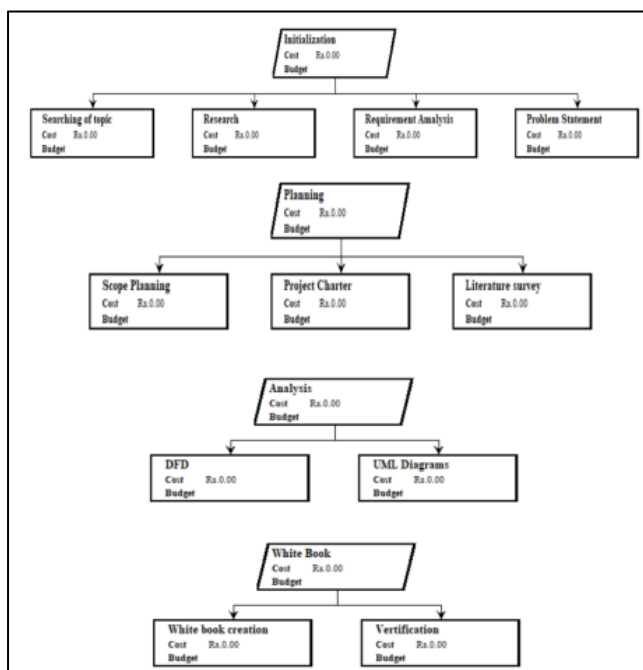 Initialization
Cost Rs.0.00
Budget
Searching of topic
Cost Rs.0.00
Budget
Research
Cost Rs.0.00
Budget
Requirement Analysis
Cost Rs.0.00
Budget
Problem Statement
Cost Rs.0.00
Budget
Planning
Cost Rs.0.00
Budget
Scope Planning
Cost Rs.0.00
Budget
Project Charter
Cost Rs.0.00
Budget
Literature survey
Cost Rs.0.00
Budget
Analysis
Cost Rs.0.00
Budget
DFD
Cost Rs.0.00
Budget
UML Diagrams
Cost Rs.0.00
Budget
White Book
Cost Rs.0.00
Budget
White book creation
Cost Rs.0.00
Budget
Vertification
Cost Rs.0.00
Budget